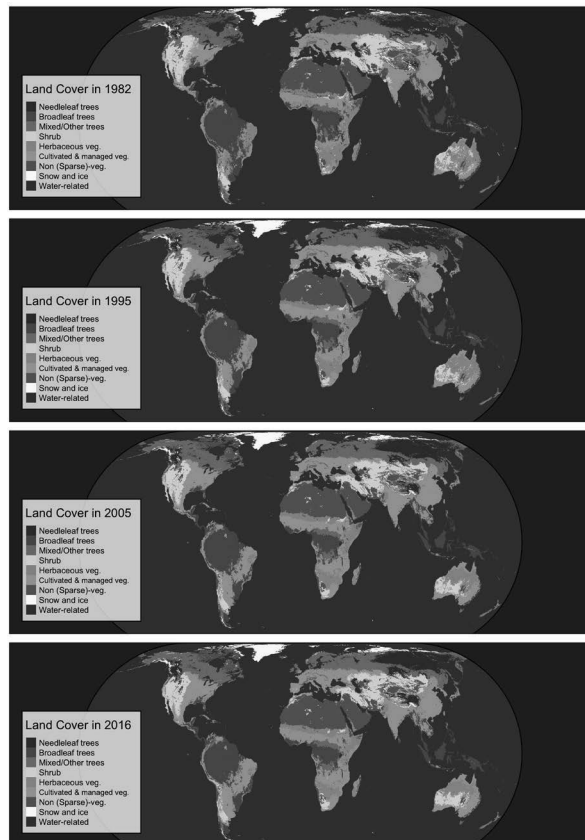 Land Cover in 1982
Needleleaf trees
Broadleaf trees
Mixed/Other trees
Shrub
Herbaceous veg.
Cultivated & managed veg.
Non (Sparse)-veg.
Snow and ice
Water-related
Land Cover in 1995
Needleleaf trees
Broadleaf trees
Mixed/Other trees
Shrub
Herbaceous veg.
Cultivated & managed veg.
Non (Sparse)-veg.
Snow and ice
Water-related
Land Cover in 2005
Needleleaf trees
Broadleaf trees
Mixed/Other trees
Shrub
Herbaceous veg.
Cultivated & managed veg.
Non (Sparse)-veg.
Snow and ice
Water-related
Land Cover in 2016
Needleleaf trees
Broadleaf trees
Mixed/Other trees
Shrub
Herbaceous veg.
Cultivated & managed veg.
Non (Sparse)-veg.
Snow and ice
Water-related